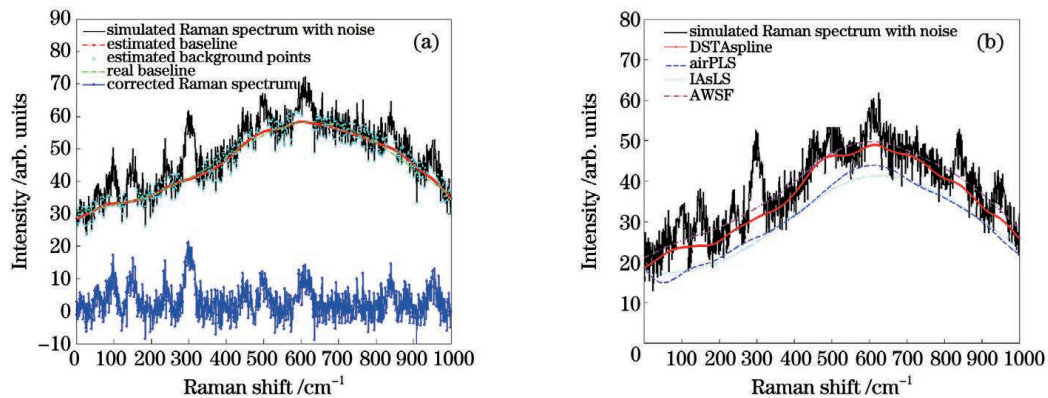 90
80
70
60
50
40
30
20
10
0
−10
Intensity /arb. units
simulated Raman spectrum with noise
estimated baseline
estimated background points
real baseline
corrected Raman spectrum
(a)
0 100 200 300 400 500 600 700 800 900 1000
Raman shift /cm⁻¹
80
70
60
50
40
30
20
10
Intensity /arb. units
simulated Raman spectrum with noise
DSTAspline
airPLS
IAsLS
AWSF
(b)
100 200 300 400 500 600 700 800 900 1000
Raman shift /cm⁻¹